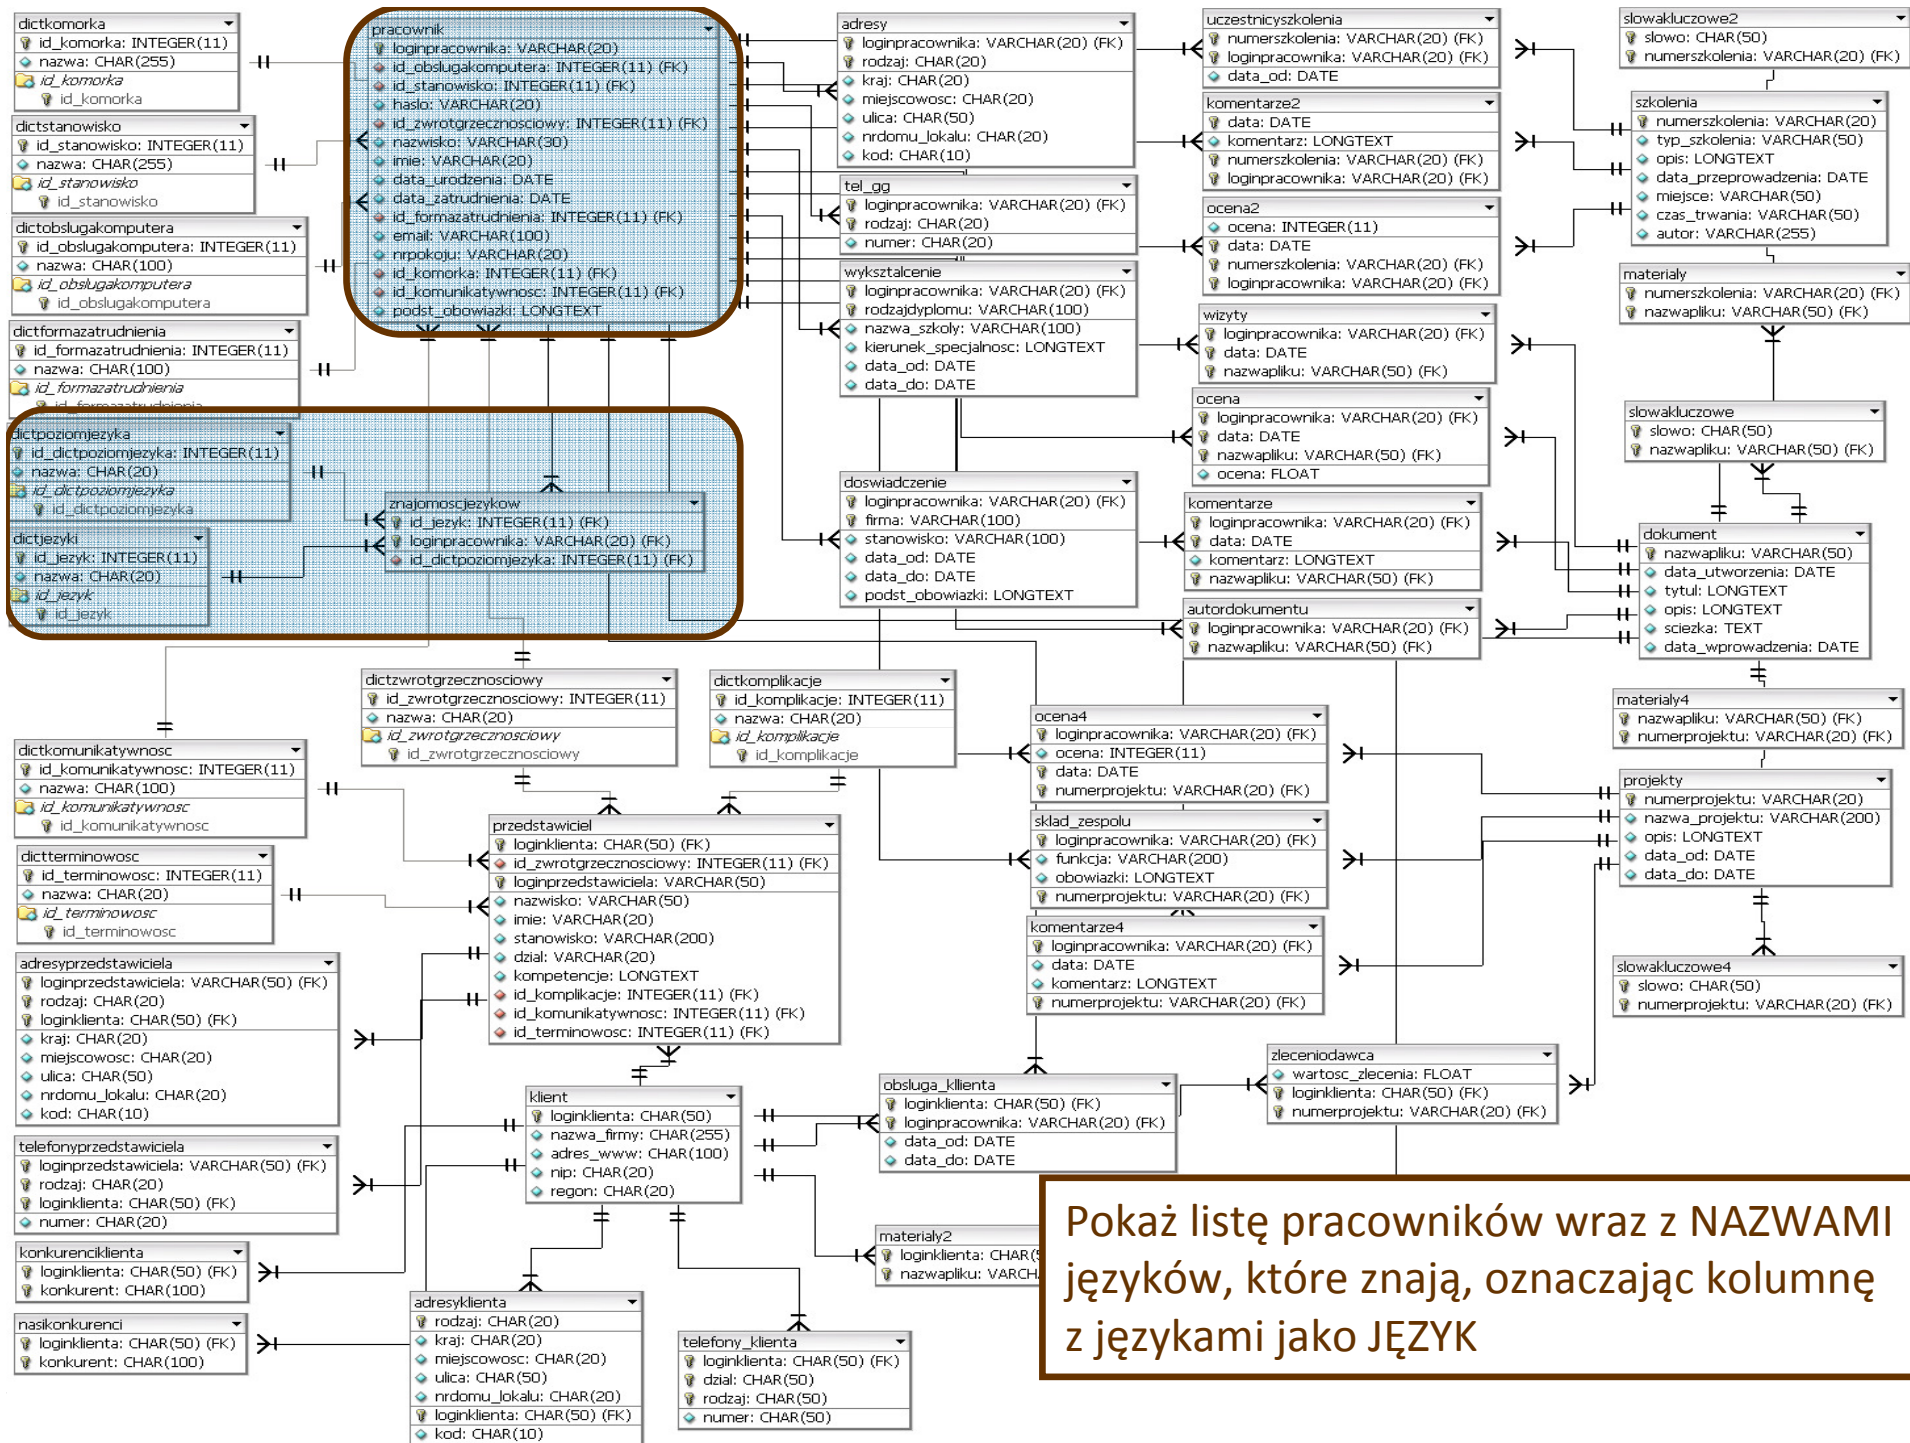 dictkomorka
id_komorka: INTEGER(11)
nazwa: CHAR(255)
id_komorka
id_komorka
dictstanowisko
id_stanowisko: INTEGER(11)
nazwa: CHAR(255)
id_stanowisko
id_stanowisko
dictobslugakomputera
id_obslugakomputera: INTEGER(11)
nazwa: CHAR(100)
id_obslugakomputera
id_obslugakomputera
dictformazatrudnienia
id_formazatrudnienia: INTEGER(11)
nazwa: CHAR(100)
id_formazatrudnienia
id_formazatrudnienia
dictpoziomjezyka
id_dictpoziomjezyka: INTEGER(11)
nazwa: CHAR(20)
id_dictpoziomjezyka
id_dictpoziomjezyka
dictjezyki
id_jezyk: INTEGER(11)
nazwa: CHAR(20)
id_jezyk
id_jezyk
pracownik
loginpracownika: VARCHAR(20)
id_obslugakomputera: INTEGER(11) (FK)
id_stanowisko: INTEGER(11) (FK)
haslo: VARCHAR(20)
id_zwrotgrzecznosciowy: INTEGER(11) (FK)
nazwisko: VARCHAR(30)
imie: VARCHAR(20)
data_urodzenia: DATE
data_zatrudnienia: DATE
id_formazatrudnienia: INTEGER(11) (FK)
email: VARCHAR(100)
nrpokoju: VARCHAR(20)
id_komorka: INTEGER(11) (FK)
id_komunikatywnosc: INTEGER(11) (FK)
podst_obowiazki: LONGTEXT
znajomoscjezykow
id_jezyk: INTEGER(11) (FK)
loginpracownika: VARCHAR(20) (FK)
id_dictpoziomjezyka: INTEGER(11) (FK)
adresy
loginpracownika: VARCHAR(20) (FK)
rodzaj: CHAR(20)
kraj: CHAR(20)
miejscowosc: CHAR(20)
ulica: CHAR(50)
nrdomu_lokalu: CHAR(20)
kod: CHAR(10)
tel_gg
loginpracownika: VARCHAR(20) (FK)
rodzaj: CHAR(20)
numer: CHAR(20)
wyksztalcenie
loginpracownika: VARCHAR(20) (FK)
rodzajdyplomu: VARCHAR(100)
nazwa_szkoly: VARCHAR(100)
kierunek_specjalnosc: LONGTEXT
data_od: DATE
data_do: DATE
doswiadczenie
loginpracownika: VARCHAR(20) (FK)
firma: VARCHAR(100)
stanowisko: VARCHAR(100)
data_od: DATE
data_do: DATE
podst_obowiazki: LONGTEXT
uczestnicyszkolenia
numerszkolenia: VARCHAR(20) (FK)
loginpracownika: VARCHAR(20) (FK)
data_od: DATE
komentarze2
data: DATE
komentarz: LONGTEXT
numerszkolenia: VARCHAR(20) (FK)
loginpracownika: VARCHAR(20) (FK)
ocena2
ocena: INTEGER(11)
data: DATE
numerszkolenia: VARCHAR(20) (FK)
loginpracownika: VARCHAR(20) (FK)
wizyty
loginpracownika: VARCHAR(20) (FK)
data: DATE
nazwapliku: VARCHAR(50) (FK)
ocena
loginpracownika: VARCHAR(20) (FK)
data: DATE
nazwapliku: VARCHAR(50) (FK)
ocena: FLOAT
komentarze
loginpracownika: VARCHAR(20) (FK)
data: DATE
komentarz: LONGTEXT
nazwapliku: VARCHAR(50) (FK)
autordokumentu
loginpracownika: VARCHAR(20) (FK)
nazwapliku: VARCHAR(50) (FK)
slowakluczowe2
slowo: CHAR(50)
numerszkolenia: VARCHAR(20) (FK)
szkolenia
numerszkolenia: VARCHAR(20)
typ_szkolenia: VARCHAR(50)
opis: LONGTEXT
data_przeprowadzenia: DATE
miejsce: VARCHAR(50)
czas_trwania: VARCHAR(50)
autor: VARCHAR(255)
materialy
numerszkolenia: VARCHAR(20) (FK)
nazwapliku: VARCHAR(50) (FK)
slowakluczowe
slowo: CHAR(50)
nazwapliku: VARCHAR(50) (FK)
dokument
nazwapliku: VARCHAR(50)
data_utworzenia: DATE
tytul: LONGTEXT
opis: LONGTEXT
sciezka: TEXT
data_wprowadzenia: DATE
materialy4
nazwapliku: VARCHAR(50) (FK)
numerprojektu: VARCHAR(20) (FK)
projekty
numerprojektu: VARCHAR(20)
nazwa_projektu: VARCHAR(200)
opis: LONGTEXT
data_od: DATE
data_do: DATE
slowakluczowe4
slowo: CHAR(50)
numerprojektu: VARCHAR(20) (FK)
dictzwrotgrzecznosciowy
id_zwrotgrzecznosciowy: INTEGER(11)
nazwa: CHAR(20)
id_zwrotgrzecznosciowy
id_zwrotgrzecznosciowy
dictkomplikacje
id_komplikacje: INTEGER(11)
nazwa: CHAR(20)
id_komplikacje
id_komplikacje
ocena4
loginpracownika: VARCHAR(20) (FK)
ocena: INTEGER(11)
data: DATE
numerprojektu: VARCHAR(20) (FK)
sklad_zespolu
loginpracownika: VARCHAR(20) (FK)
funkcja: VARCHAR(200)
obowiazki: LONGTEXT
numerprojektu: VARCHAR(20) (FK)
komentarze4
loginpracownika: VARCHAR(20) (FK)
data: DATE
komentarz: LONGTEXT
numerprojektu: VARCHAR(20) (FK)
dictkomunikatywnosc
id_komunikatywnosc: INTEGER(11)
nazwa: CHAR(100)
id_komunikatywnosc
id_komunikatywnosc
dictterminowosc
id_terminowosc: INTEGER(11)
nazwa: CHAR(20)
id_terminowosc
id_terminowosc
adresyprzedstawiciela
loginprzedstawiciela: VARCHAR(50) (FK)
rodzaj: CHAR(20)
loginklienta: CHAR(50) (FK)
kraj: CHAR(20)
miejscowosc: CHAR(20)
ulica: CHAR(50)
nrdomu_lokalu: CHAR(20)
kod: CHAR(10)
telefonyprzedstawiciela
loginprzedstawiciela: VARCHAR(50) (FK)
rodzaj: CHAR(20)
loginklienta: CHAR(50) (FK)
numer: CHAR(20)
konkurenciklienta
loginklienta: CHAR(50) (FK)
konkurent: CHAR(100)
nasikonkurenci
loginklienta: CHAR(50) (FK)
konkurent: CHAR(100)
przedstawiciel
loginklienta: CHAR(50) (FK)
id_zwrotgrzecznosciowy: INTEGER(11) (FK)
loginprzedstawiciela: VARCHAR(50)
nazwisko: VARCHAR(50)
imie: VARCHAR(20)
stanowisko: VARCHAR(200)
dzial: VARCHAR(20)
kompetencje: LONGTEXT
id_komplikacje: INTEGER(11) (FK)
id_komunikatywnosc: INTEGER(11) (FK)
id_terminowosc: INTEGER(11) (FK)
klient
loginklienta: CHAR(50)
nazwa_firmy: CHAR(255)
adres_www: CHAR(100)
nip: CHAR(20)
regon: CHAR(20)
adresyklienta
rodzaj: CHAR(20)
kraj: CHAR(20)
miejscowosc: CHAR(20)
ulica: CHAR(50)
nrdomu_lokalu: CHAR(20)
loginklienta: CHAR(50) (FK)
kod: CHAR(10)
telefony_klienta
loginklienta: CHAR(50) (FK)
dzial: CHAR(50)
rodzaj: CHAR(50)
numer: CHAR(50)
obsluga_kllienta
loginklienta: CHAR(50) (FK)
loginpracownika: VARCHAR(20) (FK)
data_od: DATE
data_do: DATE
zleceniodawca
wartosc_zlecenia: FLOAT
loginklienta: CHAR(50) (FK)
numerprojektu: VARCHAR(20) (FK)
materialy2
loginklienta: CHAR(5
nazwapliku: VARCH
Pokaż listę pracowników wraz z NAZWAMI
języków, które znają, oznaczając kolumnę
z językami jako JĘZYK